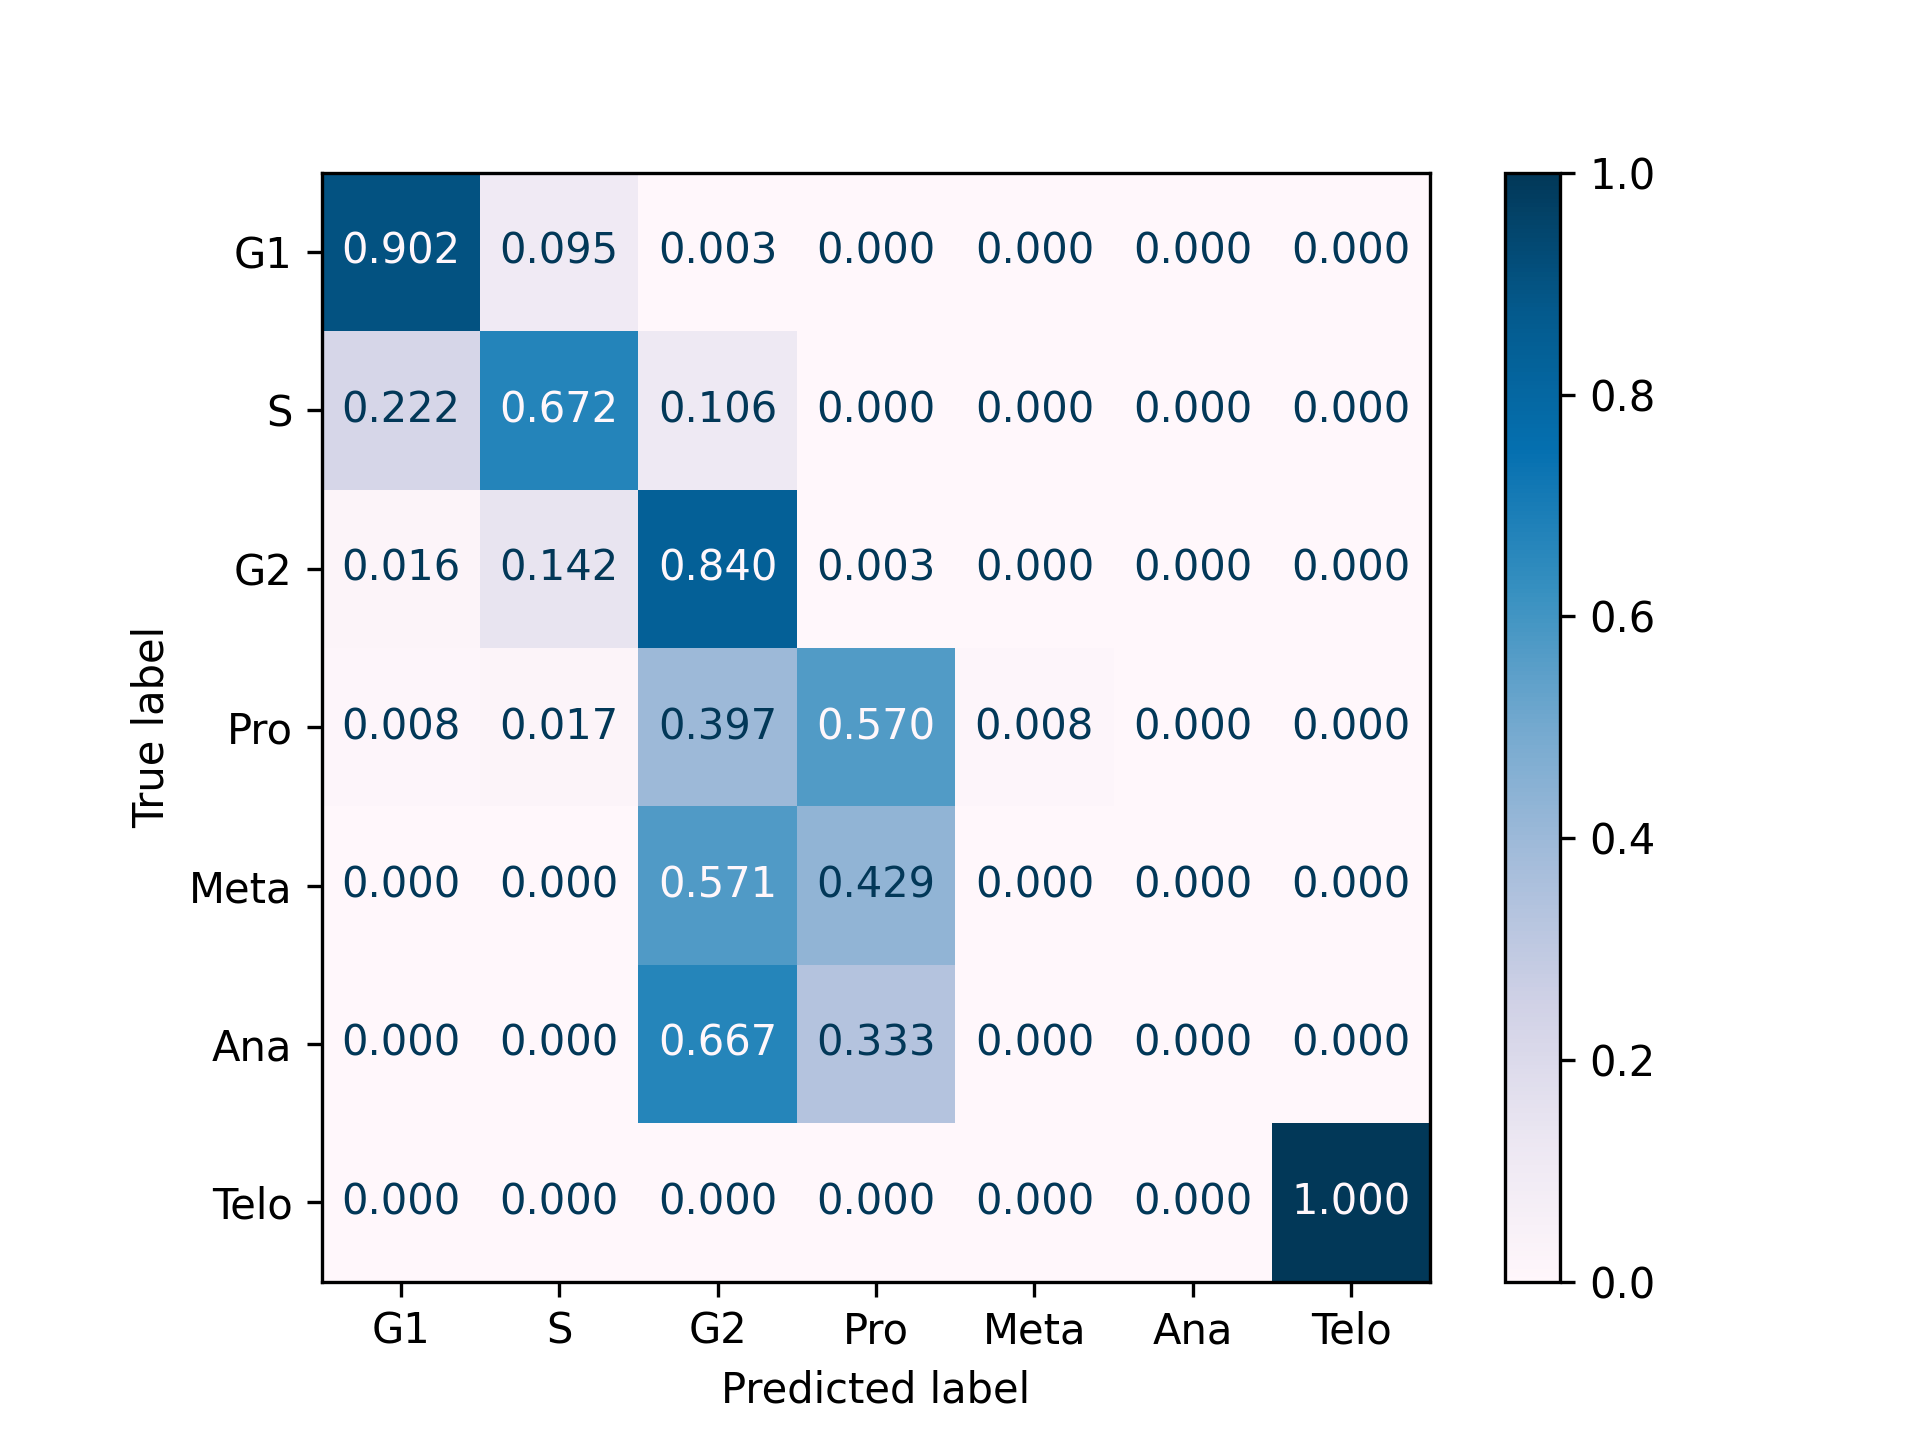 G1 0.902 0.095 0.003 0.000 0.000 0.000 0.000
S 0.222 0.672 0.106 0.000 0.000 0.000 0.000
G2 0.016 0.142 0.840 0.003 0.000 0.000 0.000
Pro 0.008 0.017 0.397 0.570 0.008 0.000 0.000
Meta 0.000 0.000 0.571 0.429 0.000 0.000 0.000
Ana 0.000 0.000 0.667 0.333 0.000 0.000 0.000
Telo 0.000 0.000 0.000 0.000 0.000 0.000 1.000
G1 S G2 Pro Meta Ana Telo
Predicted label
True label
1.0
0.8
0.6
0.4
0.2
0.0